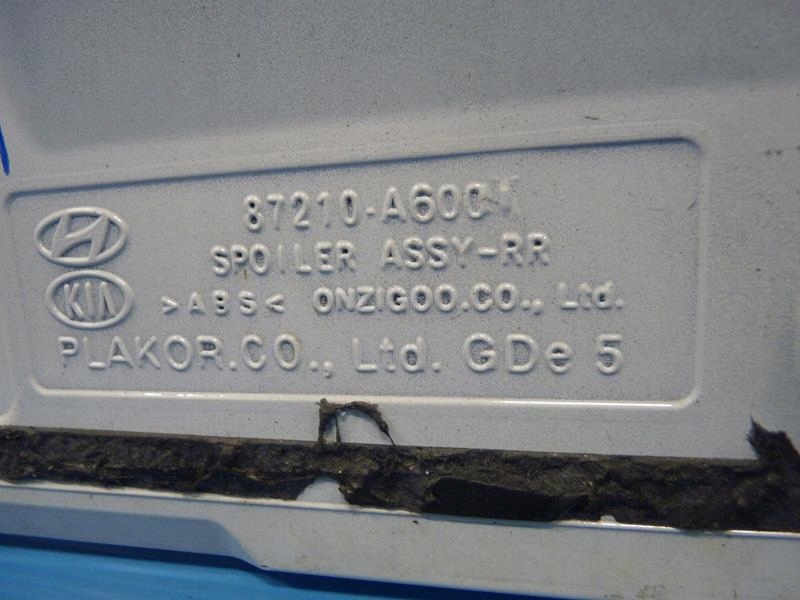 87210-A600
SPOILER ASSY-RR
KIA >ABS< ONZIGOO.CO., Ltd.
PLAKOR.CO., Ltd. GDe 5